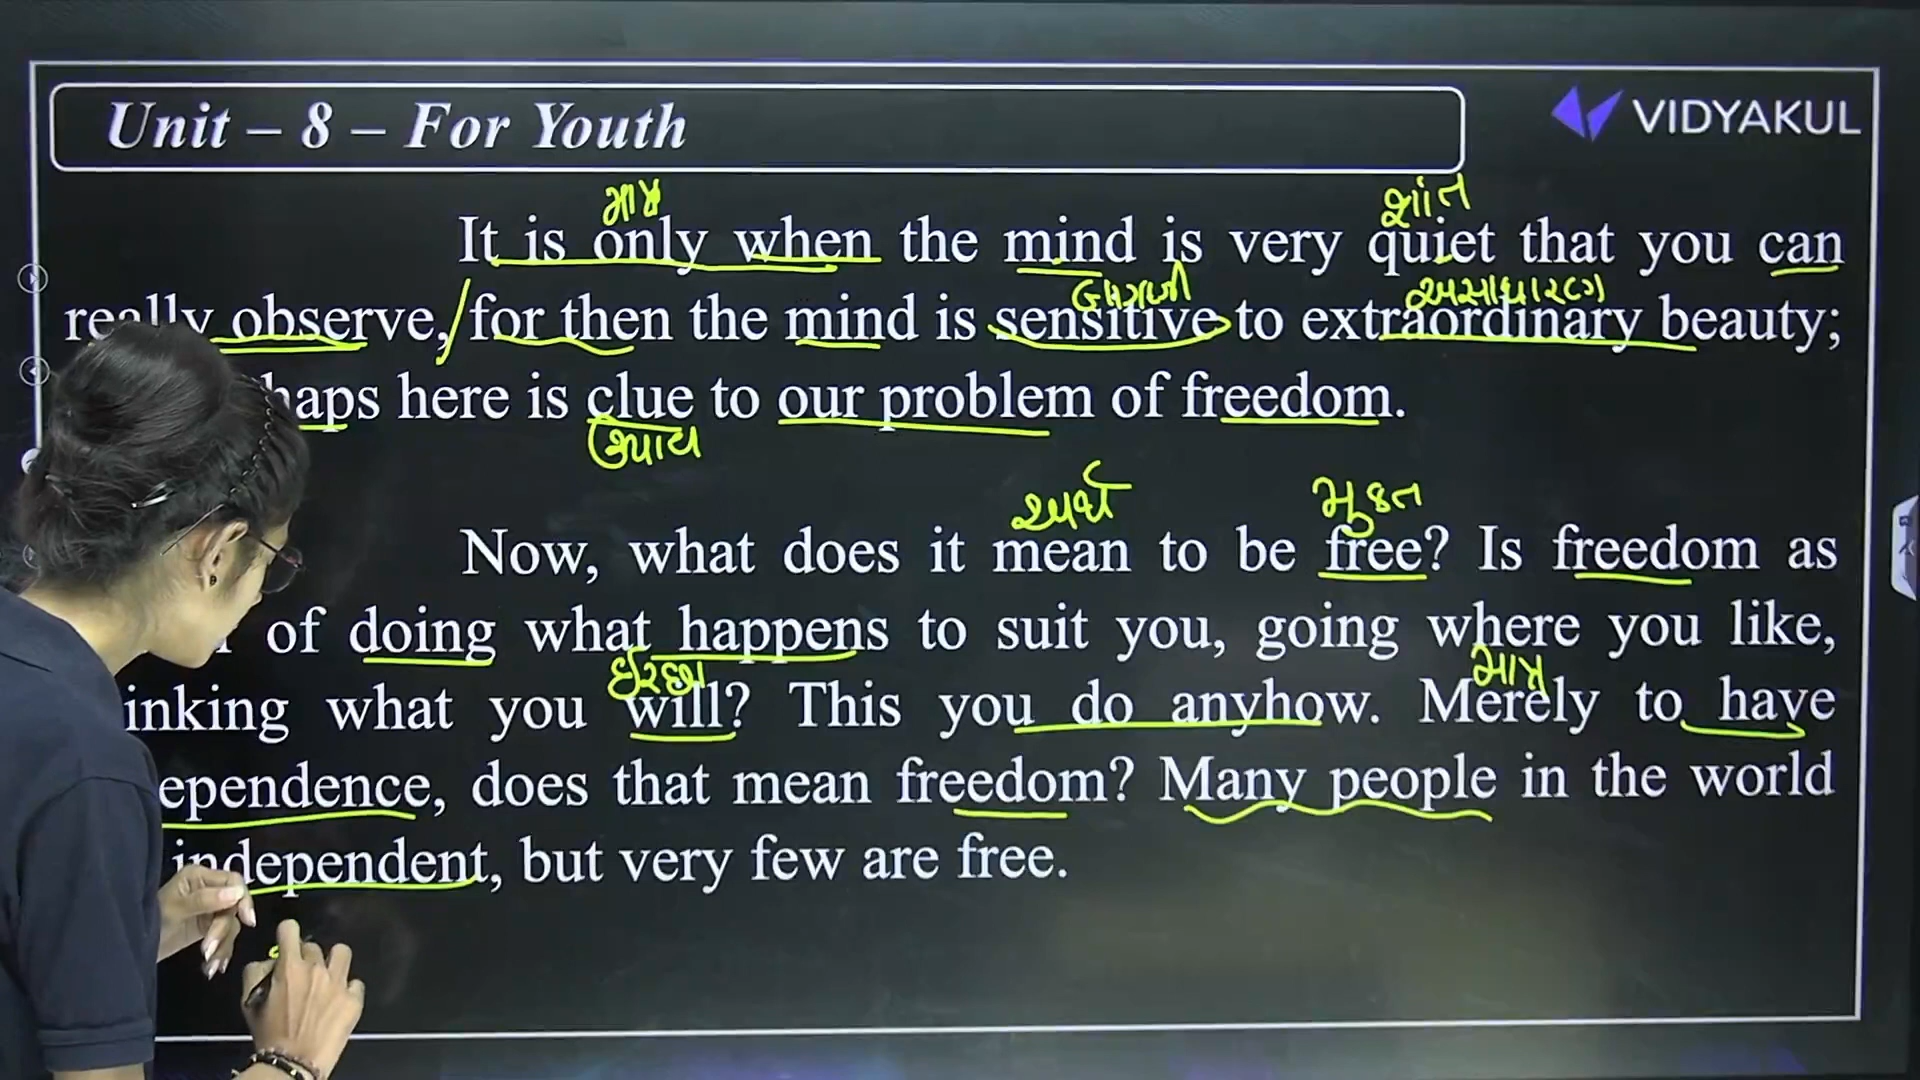 Unit – 8 – For Youth
VIDYAKUL
માત્ર શાંત
It is only when the mind is very quiet that you can
લાગણી અસાધારણ
really observe, for then the mind is sensitive to extraordinary beauty;
here is clue to our problem of freedom.
ઉપાય
અર્થ મુક્ત
Now, what does it mean to be free? Is freedom as
of doing what happens to suit you, going where you like,
ઈચ્છા માત્ર
what you will? This you do anyhow. Merely to have
does that mean freedom? Many people in the world
independent, but very few are free.